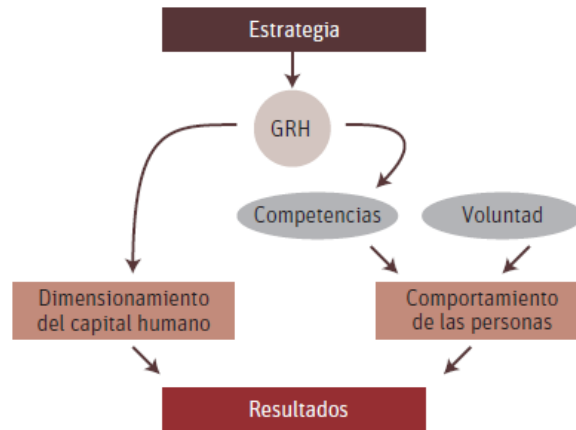 Estrategia
GRH
Competencias
Voluntad
Dimensionamiento
del capital humano
Comportamiento
de las personas
Resultados